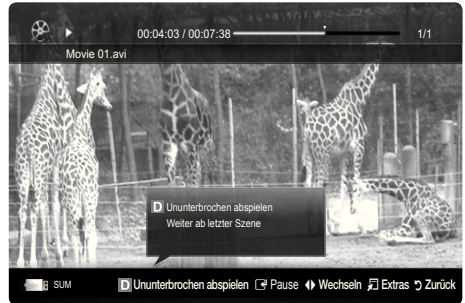 00:04:03 / 00:07:38 1/1
Movie 01.avi
D Ununterbrochen abspielen
Weiter ab letzter Szene
SUM D Ununterbrochen abspielen Pause Wechseln Extras Zurück